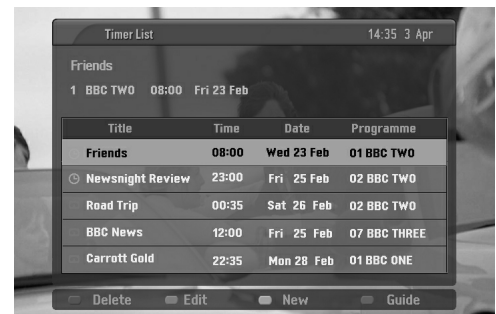 Timer List 14:35 3 Apr
Friends
1 BBC TWO 08:00 Fri 23 Feb
Title Time Date Programme
Friends 08:00 Wed 23 Feb 01 BBC TWO
Newsnight Review 23:00 Fri 25 Feb 02 BBC TWO
Road Trip 00:35 Sat 26 Feb 02 BBC TWO
BBC News 12:00 Fri 25 Feb 07 BBC THREE
Carrott Gold 22:35 Mon 28 Feb 01 BBC ONE
Delete Edit New Guide